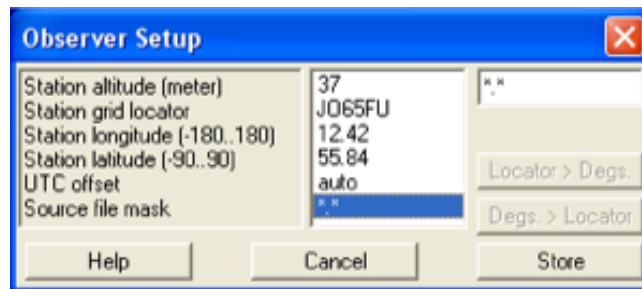 Observer Setup
Station altitude (meter)
37
*.*
Station grid locator
JO65FU
Station longitude (-180..180)
12.42
Station latitude (-90..90)
55.84
Locator > Degs.
UTC offset
auto
Source file mask
*.*
Degs. > Locator
Help
Cancel
Store